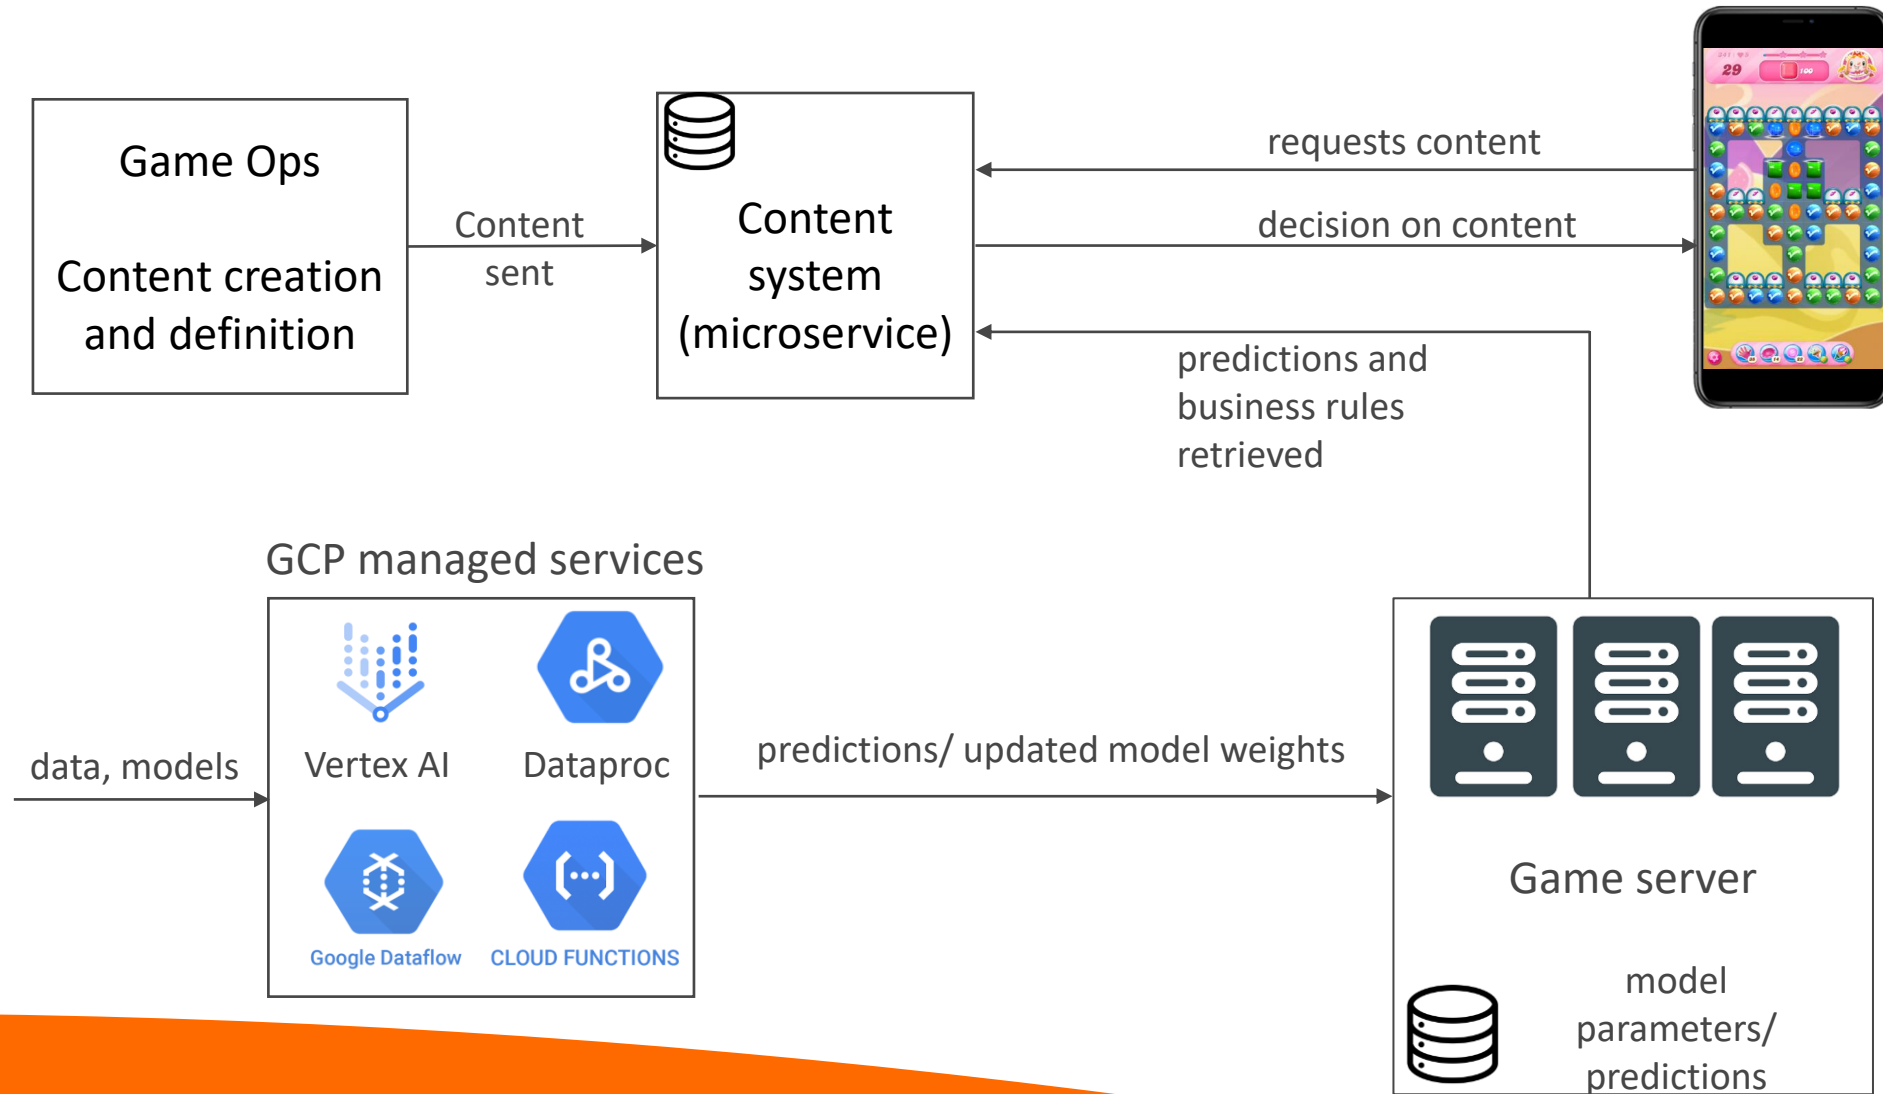 Game Ops
Content creation
and definition
Content
sent
Content
system
(microservice)
requests content
decision on content
predictions and
business rules
retrieved
29
100
GCP managed services
data, models
Vertex AI
Dataproc
Google Dataflow
CLOUD FUNCTIONS
predictions/ updated model weights
Game server
model
parameters/
predictions